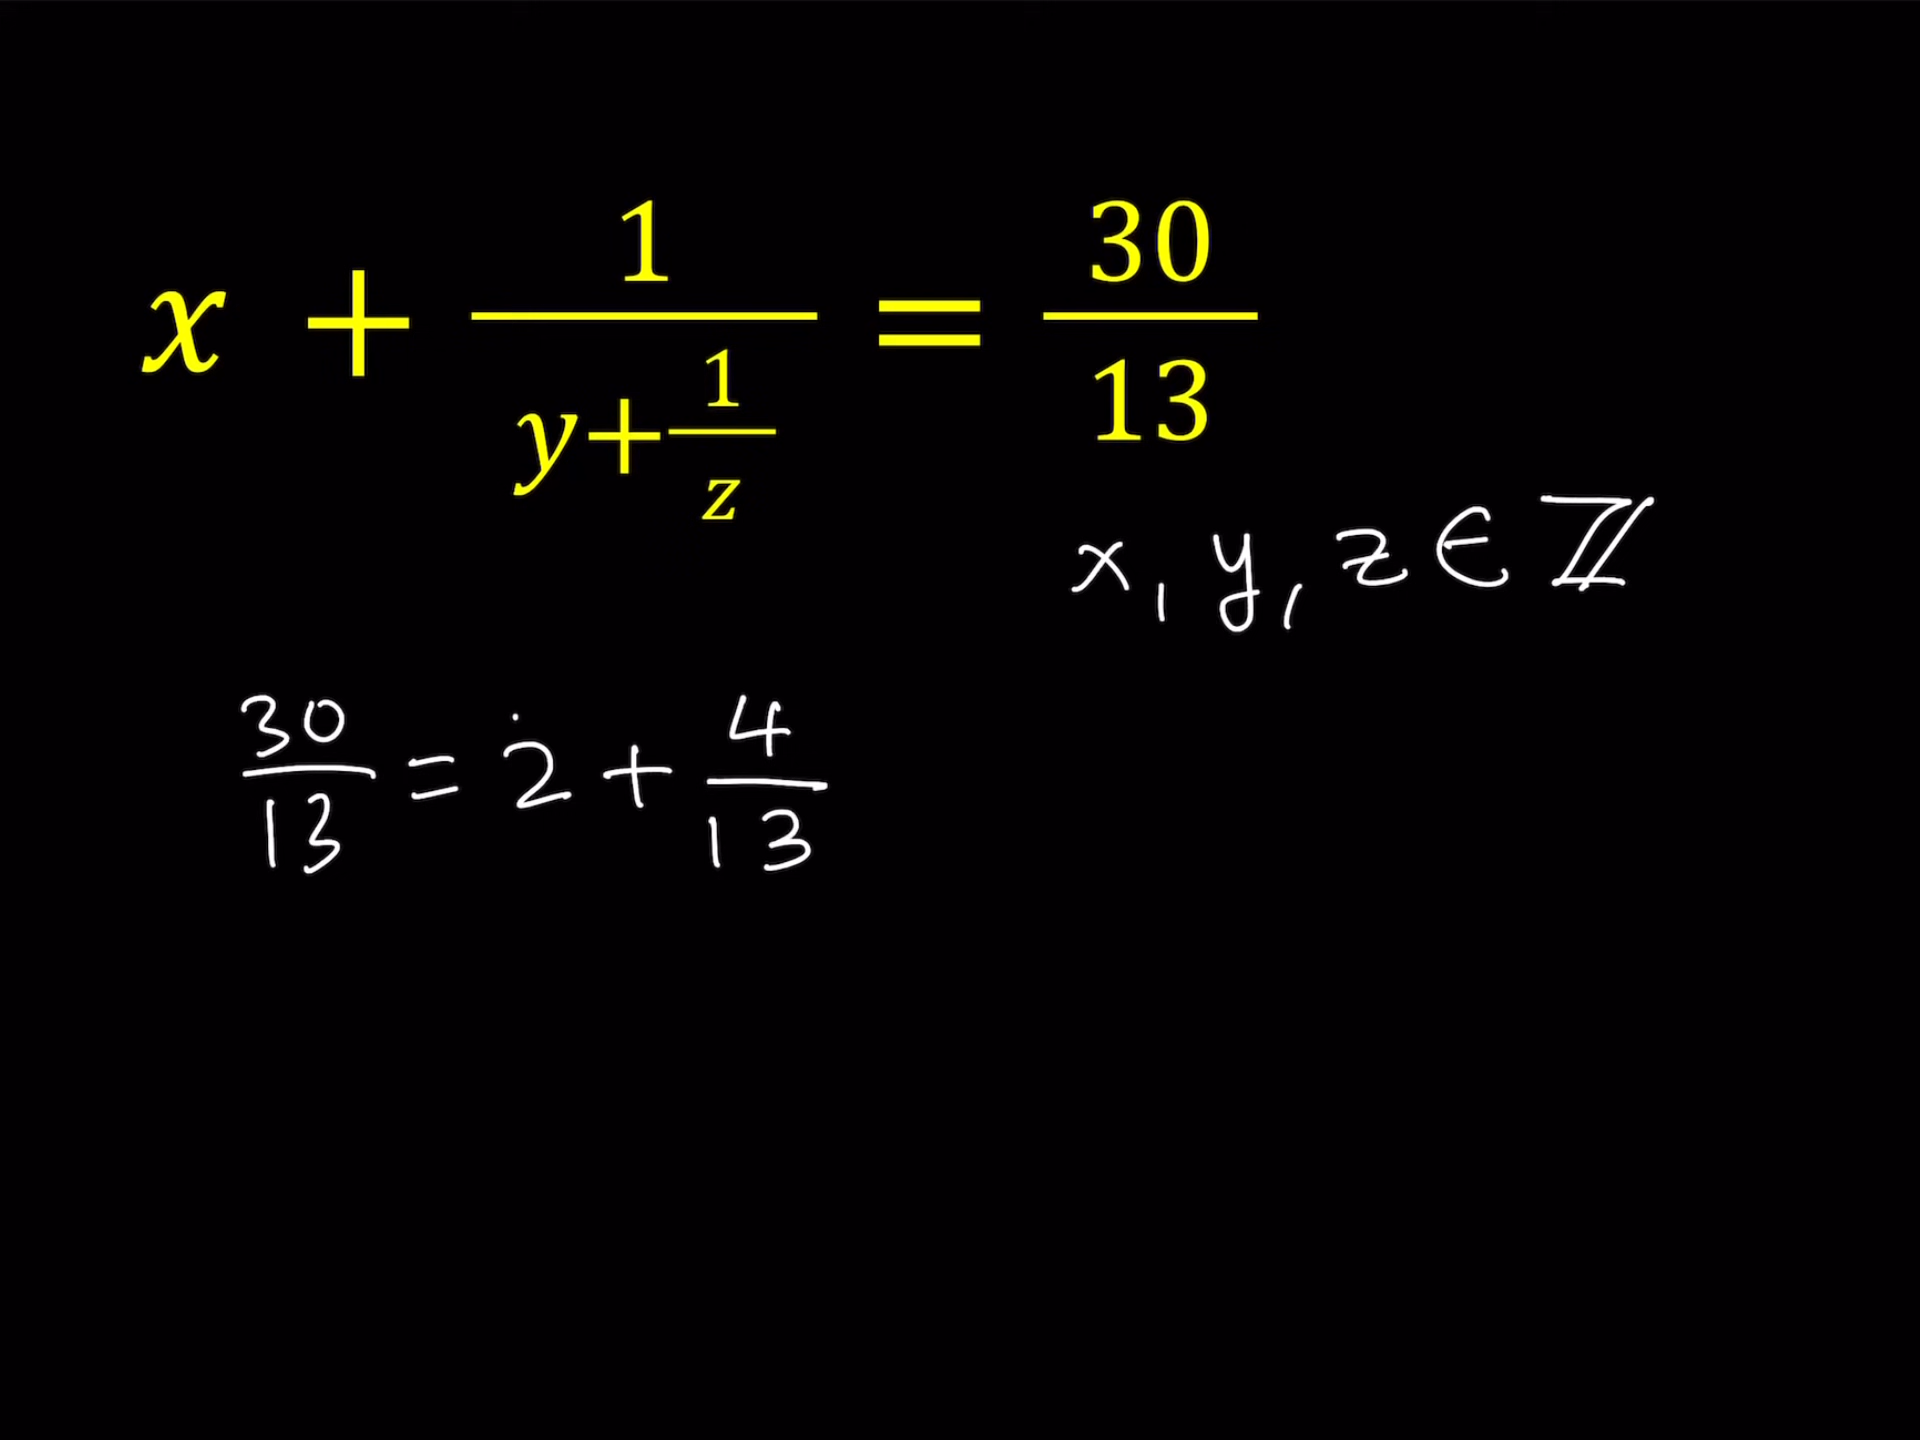 x + 1/(y+1/z) = 30/13
x, y, z ∈ ℤ
30/13 = 2 + 4/13